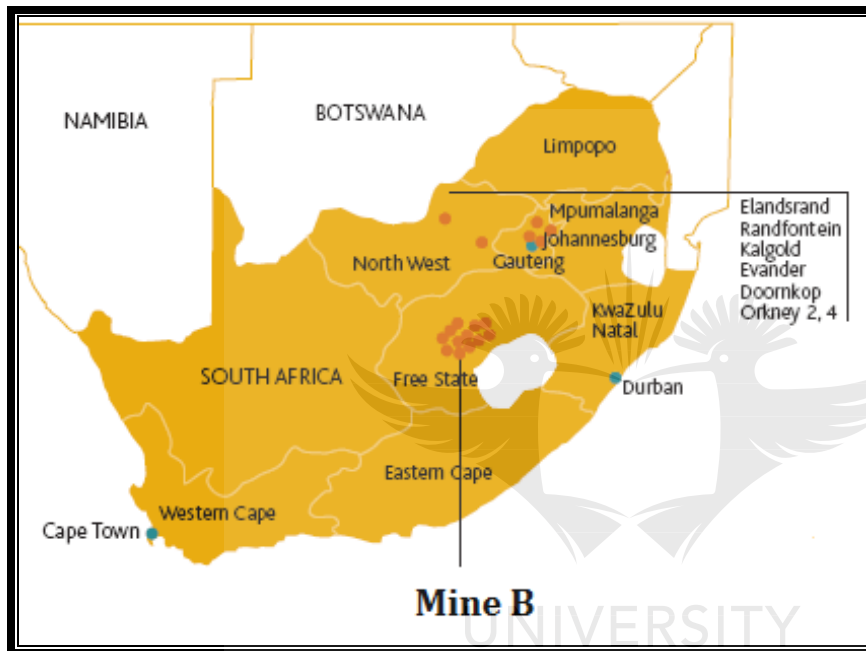 NAMIBIA
BOTSWANA
Limpopo
Mpumalanga
Johannesburg
Gauteng
North West
Elandsrand
Randfontein
Kalgold
Evander
Doornkop
Orkney 2, 4
KwaZulu
Natal
SOUTH AFRICA
Free State
Durban
Eastern Cape
Western Cape
Cape Town
Mine B
UNIVERSITY